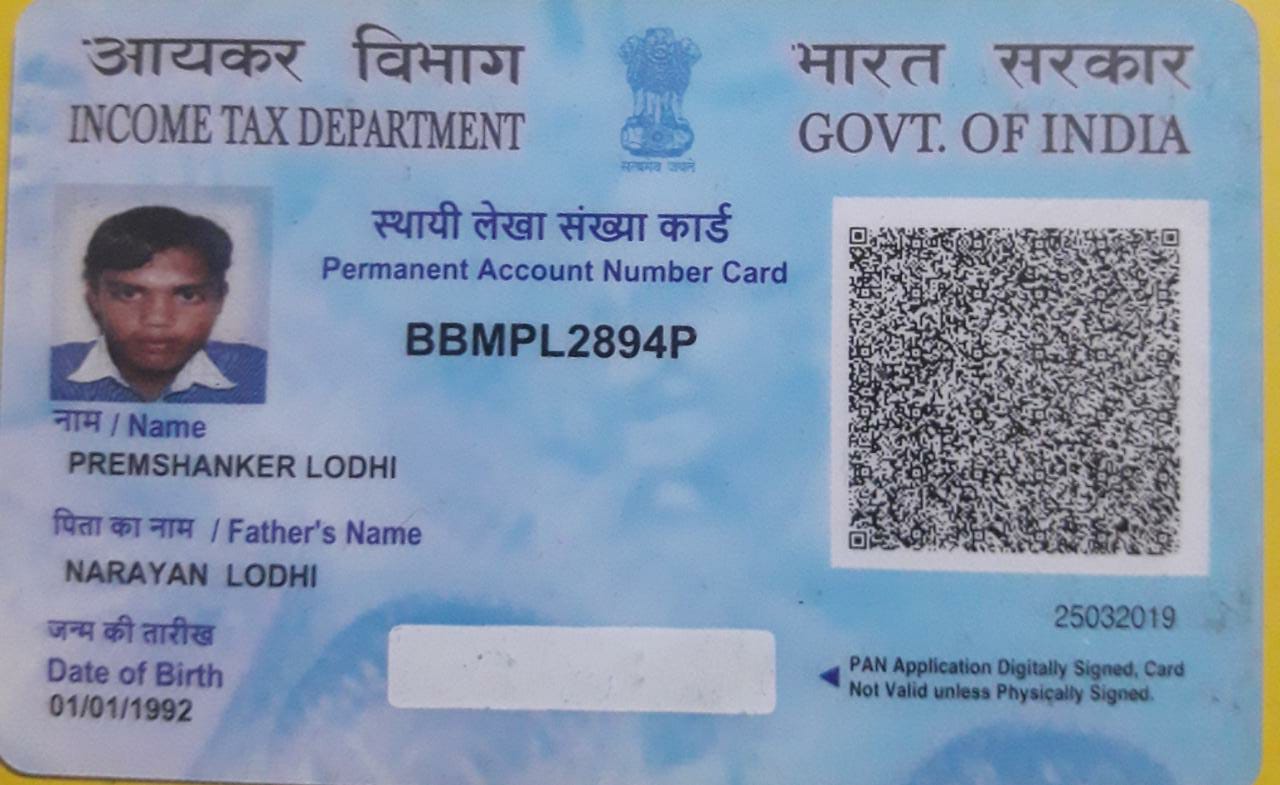 आयकर विभाग
INCOME TAX DEPARTMENT
सत्यमेव जयते
भारत सरकार
GOVT. OF INDIA
स्थायी लेखा संख्या कार्ड
Permanent Account Number Card
BBMPL2894P
नाम / Name
PREMSHANKER LODHI
पिता का नाम / Father's Name
NARAYAN LODHI
जन्म की तारीख
Date of Birth
01/01/1992
25032019
PAN Application Digitally Signed, Card
Not Valid unless Physically Signed.